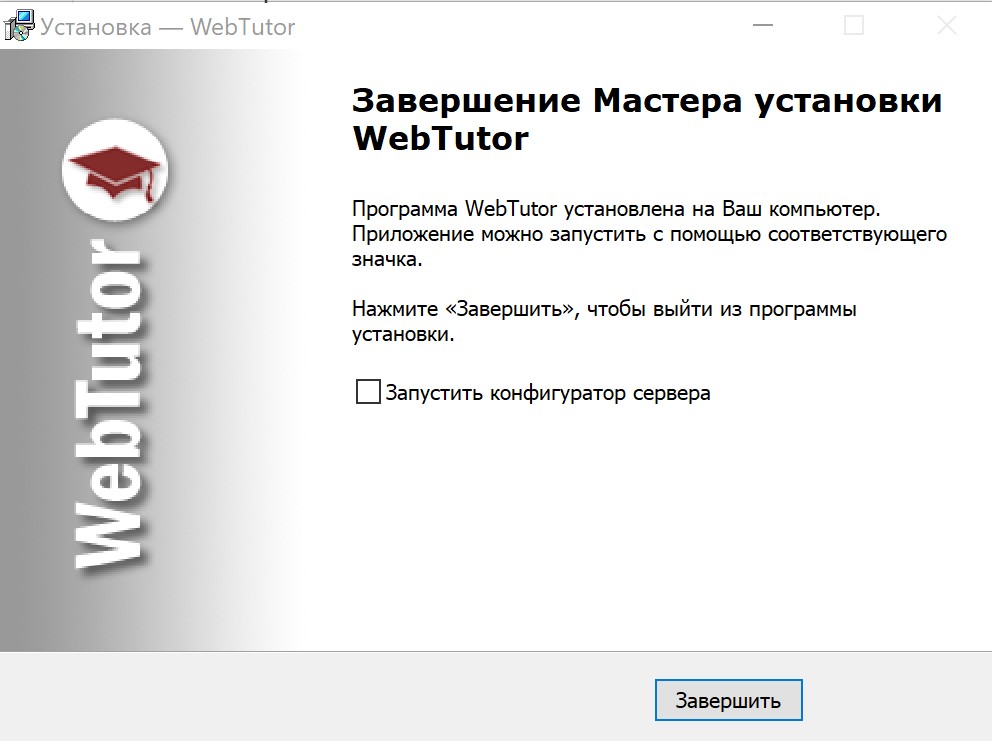 Установка — WebTutor
WebTutor
Завершение Мастера установки
WebTutor
Программа WebTutor установлена на Ваш компьютер.
Приложение можно запустить с помощью соответствующего
значка.
Нажмите «Завершить», чтобы выйти из программы
установки.
Запустить конфигуратор сервера
Завершить